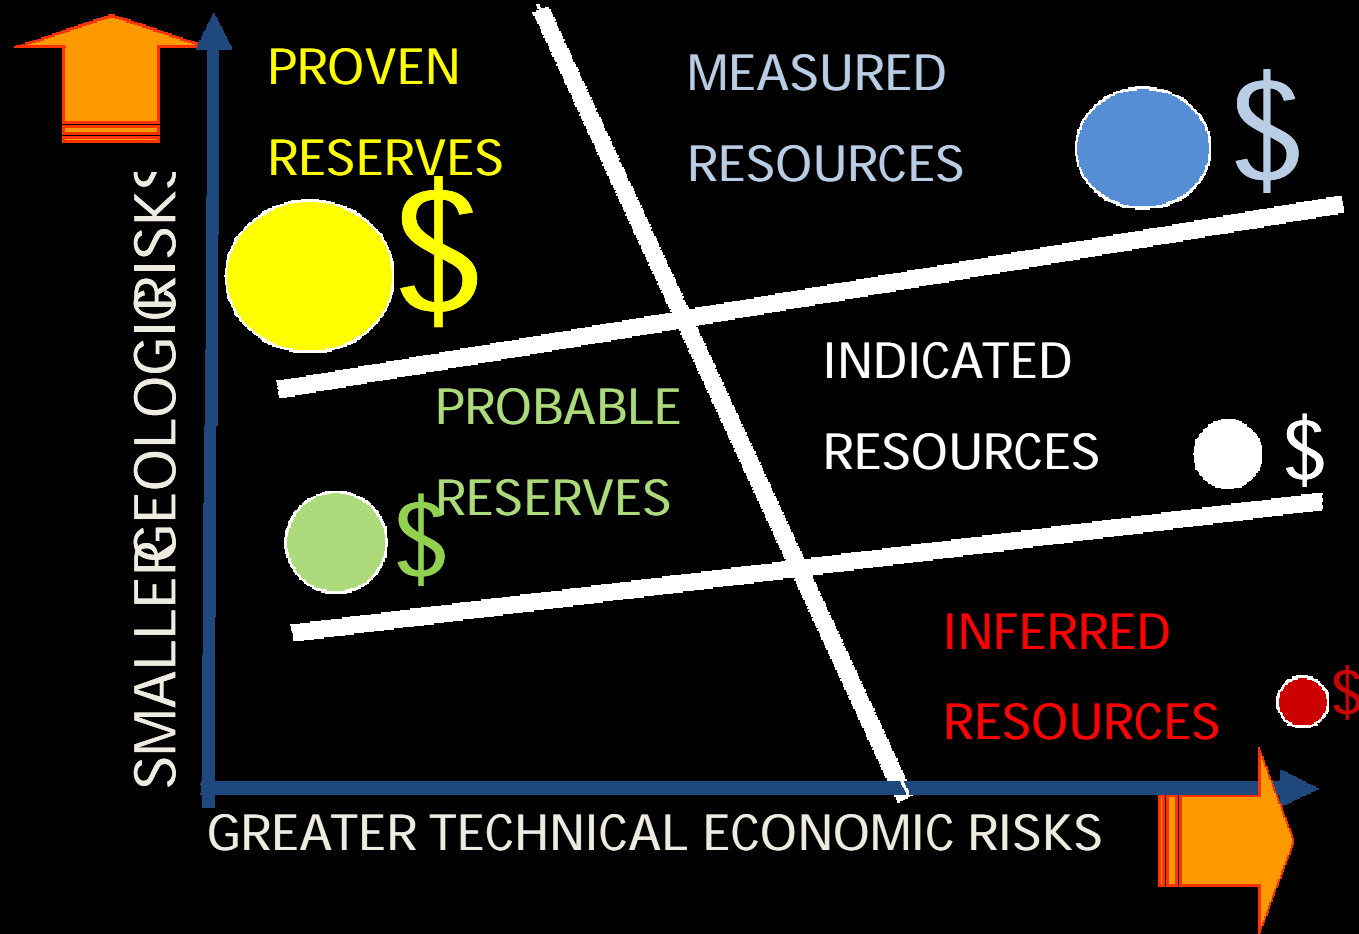 PROVEN
RESERVES
$
MEASURED
RESOURCES
$
SMALLER GEOLOGIC RISKS
PROBABLE
RESERVES
$
INDICATED
RESOURCES
$
INFERRED
RESOURCES
$
GREATER TECHNICAL ECONOMIC RISKS